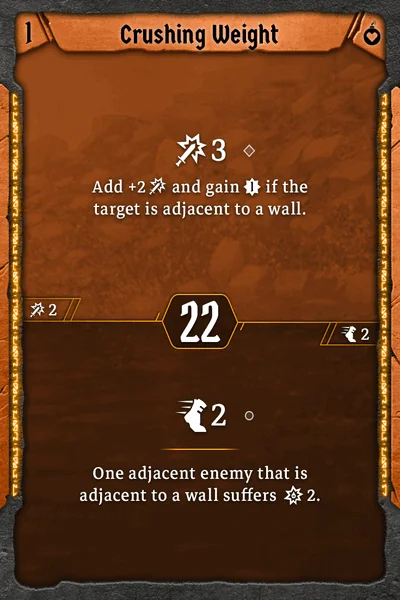 1
Crushing Weight
3
Add +2 and gain if the
target is adjacent to a wall.
2
22
2
2
One adjacent enemy that is
adjacent to a wall suffers 2.